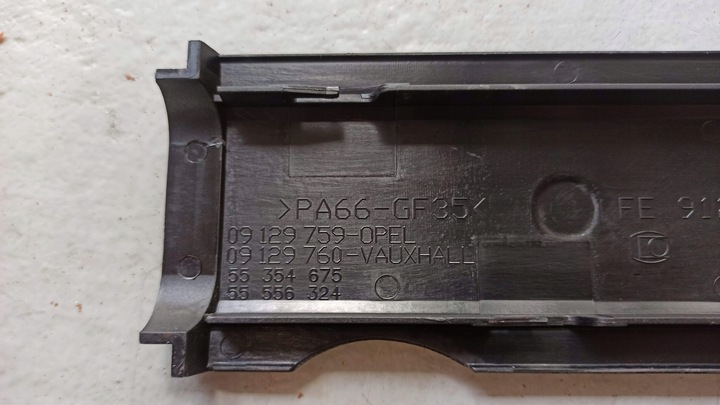 >PA66-GF35<
FE 91
09 129 759-OPEL
09 129 760-VAUXHALL
55 354 675
55 556 324